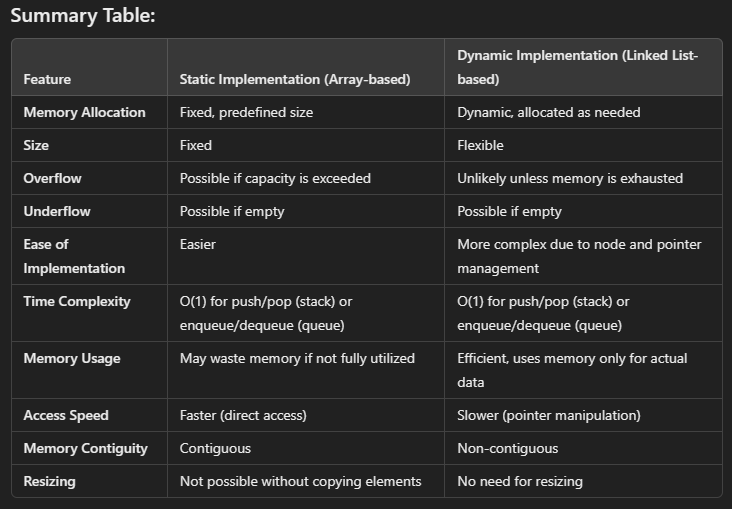 Summary Table:
Feature Static Implementation (Array-based) Dynamic Implementation (Linked List-
based)
Memory Allocation Fixed, predefined size Dynamic, allocated as needed
Size Fixed Flexible
Overflow Possible if capacity is exceeded Unlikely unless memory is exhausted
Underflow Possible if empty Possible if empty
Ease of Easier More complex due to node and pointer
Implementation management
Time Complexity O(1) for push/pop (stack) or O(1) for push/pop (stack) or
enqueue/dequeue (queue) enqueue/dequeue (queue)
Memory Usage May waste memory if not fully utilized Efficient, uses memory only for actual
data
Access Speed Faster (direct access) Slower (pointer manipulation)
Memory Contiguity Contiguous Non-contiguous
Resizing Not possible without copying elements No need for resizing